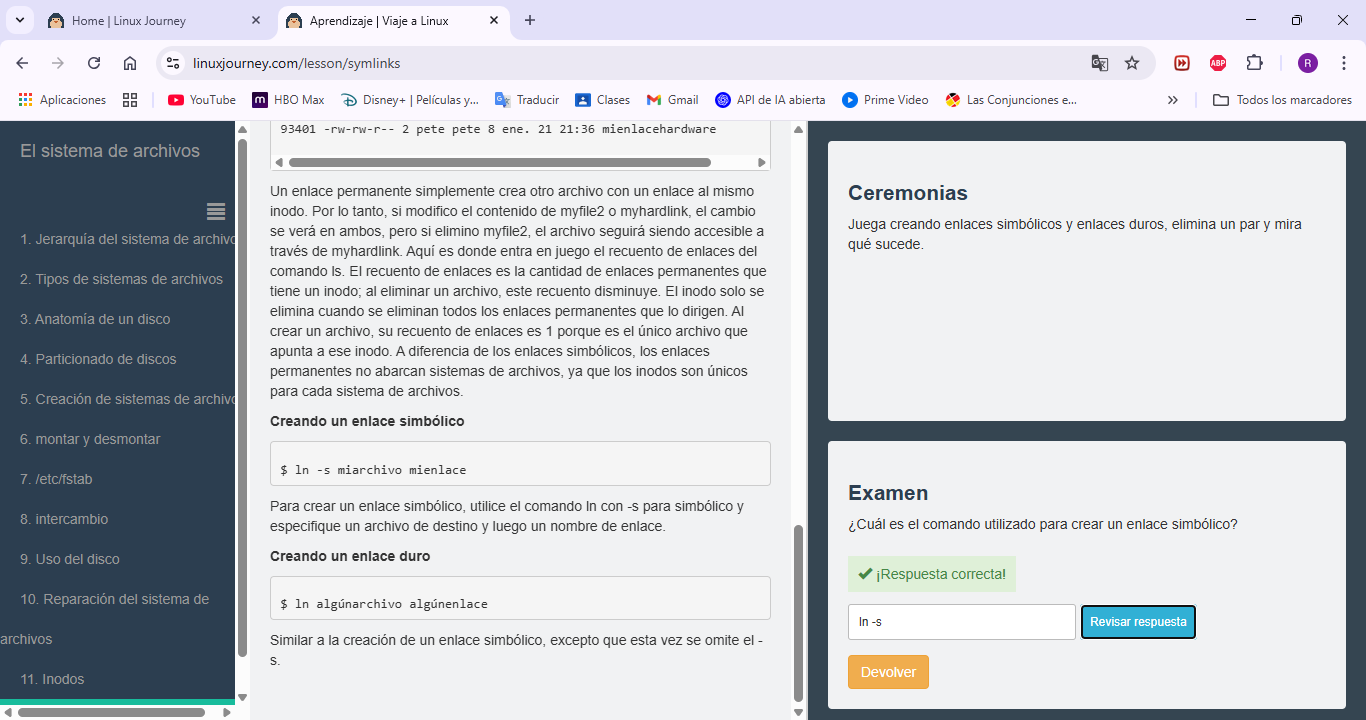 Home | Linux Journey
Aprendizaje | Viaje a Linux
linuxjourney.com/lesson/symlinks
Aplicaciones
YouTube
HBO Max
Disney+ | Películas y...
Traducir
Clases
Gmail
API de IA abierta
Prime Video
Las Conjunciones e...
Todos los marcadores
ABP
R
El sistema de archivos
1. Jerarquía del sistema de archivo
2. Tipos de sistemas de archivos
3. Anatomía de un disco
4. Particionado de discos
5. Creación de sistemas de archivo
6. montar y desmontar
7. /etc/fstab
8. intercambio
9. Uso del disco
10. Reparación del sistema de
archivos
11. Inodos
93401 -rw-rw-r-- 2 pete pete 8 ene. 21 21:36 mienlacehardware
Un enlace permanente simplemente crea otro archivo con un enlace al mismo
inodo. Por lo tanto, si modifico el contenido de myfile2 o myhardlink, el cambio
se verá en ambos, pero si elimino myfile2, el archivo seguirá siendo accesible a
través de myhardlink. Aquí es donde entra en juego el recuento de enlaces del
comando ls. El recuento de enlaces es la cantidad de enlaces permanentes que
tiene un inodo; al eliminar un archivo, este recuento disminuye. El inodo solo se
elimina cuando se eliminan todos los enlaces permanentes que lo dirigen. Al
crear un archivo, su recuento de enlaces es 1 porque es el único archivo que
apunta a ese inodo. A diferencia de los enlaces simbólicos, los enlaces
permanentes no abarcan sistemas de archivos, ya que los inodos son únicos
para cada sistema de archivos.
Creando un enlace simbólico
$ ln -s miarchivo mienlace
Para crear un enlace simbólico, utilice el comando ln con -s para simbólico y
especifique un archivo de destino y luego un nombre de enlace.
Creando un enlace duro
$ ln algúnarchivo algúnenlace
Similar a la creación de un enlace simbólico, excepto que esta vez se omite el -
s.
Ceremonias
Juega creando enlaces simbólicos y enlaces duros, elimina un par y mira
qué sucede.
Examen
¿Cuál es el comando utilizado para crear un enlace simbólico?
¡Respuesta correcta!
ln -s
Revisar respuesta
Devolver